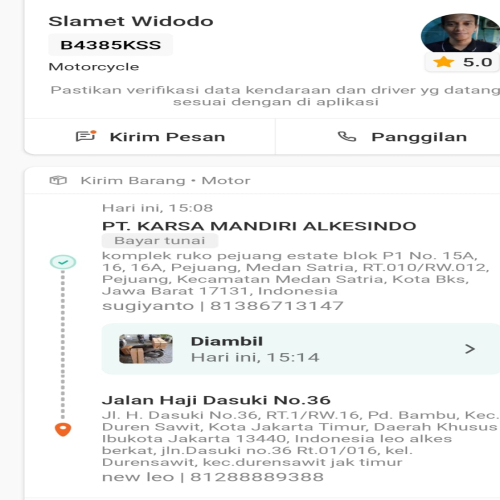 Slamet Widodo
B4385KSS
Motorcycle
5.0
Pastikan verifikasi data kendaraan dan driver yg datang
sesuai dengan di aplikasi
Kirim Pesan
Panggilan
Kirim Barang • Motor
Hari ini, 15:08
PT. KARSA MANDIRI ALKESINDO
Bayar tunai
komplek ruko pejuang estate blok P1 No. 15A,
16, 16A, Pejuang, Medan Satria, RT.010/RW.012,
Pejuang, Kecamatan Medan Satria, Kota Bks,
Jawa Barat 17131, Indonesia
sugiyanto | 81386713147
Diambil
Hari ini, 15:14
Jalan Haji Dasuki No.36
Jl. H. Dasuki No.36, RT.1/RW.16, Pd. Bambu, Kec.
Duren Sawit, Kota Jakarta Timur, Daerah Khusus
Ibukota Jakarta 13440, Indonesia leo alkes
berkat, jln.Dasuki no.36 Rt.01/016, kel.
Durensawit, kec.durensawit jak timur
new leo | 81288889388